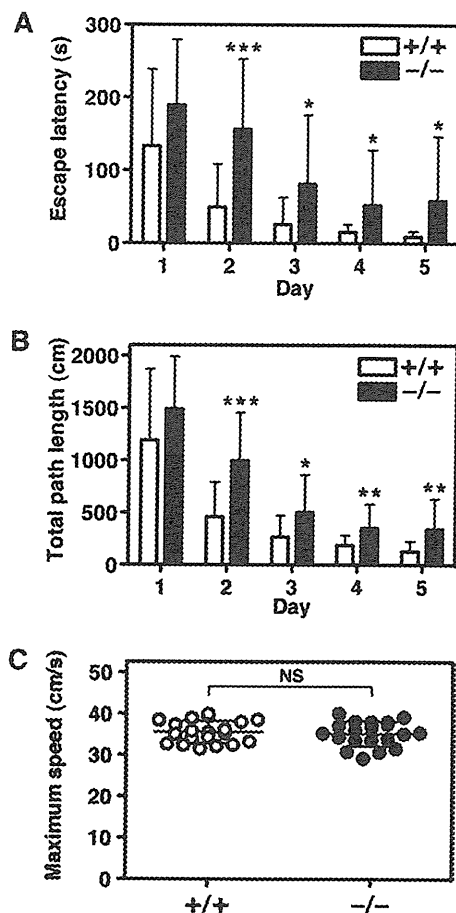 A
Escape latency (s)
300
200
100
0
+/+
−/−
***
*
*
*
1 2 3 4 5
Day
B
Total path length (cm)
2000
1500
1000
500
0
+/+
−/−
***
*
**
**
1 2 3 4 5
Day
C
Maximum speed (cm/s)
50
40
30
20
10
0
NS
+/+ −/−